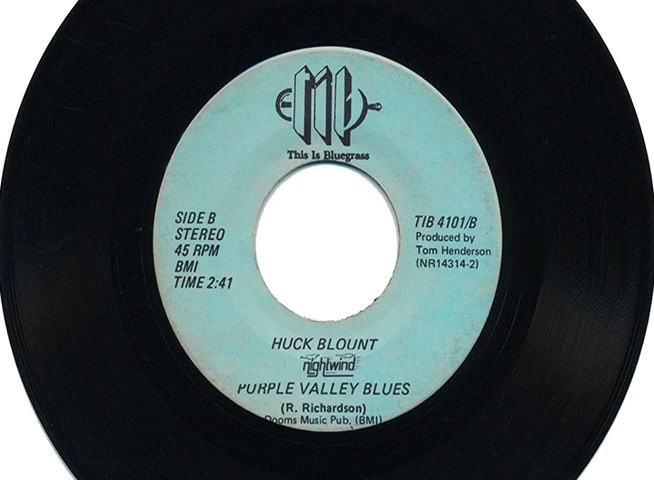 This Is Bluegrass
SIDE B
STEREO
45 RPM
BMI
TIME 2:41
TIB 4101/B
Produced by
Tom Henderson
(NR14314-2)
HUCK BLOUNT
nightwind
PURPLE VALLEY BLUES
(R. Richardson)
Dooms Music Pub, (BMI)